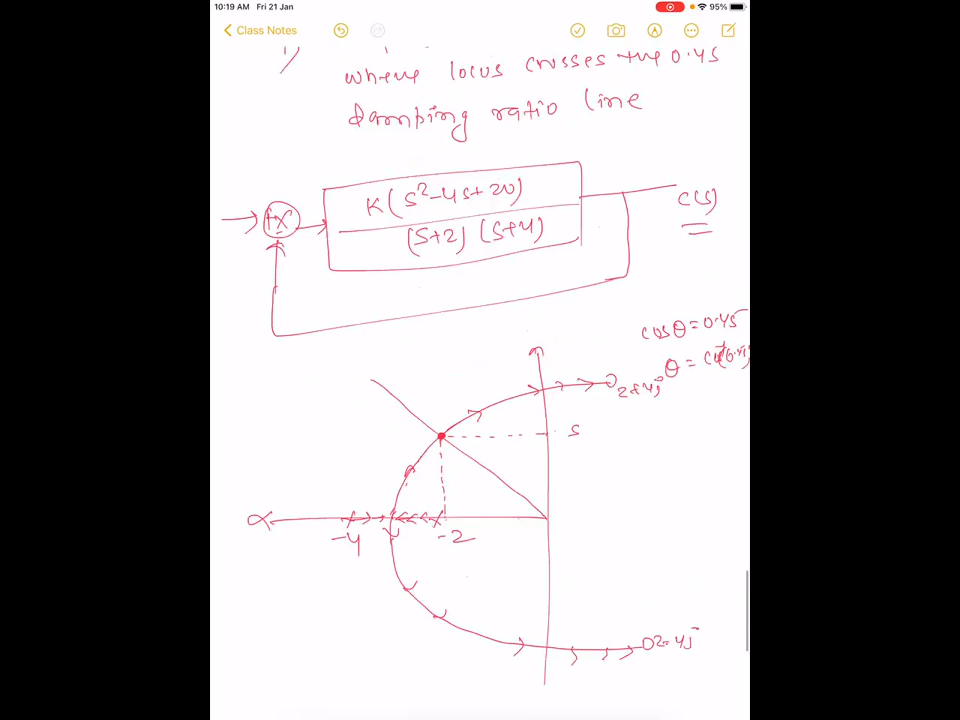 10:19 AM Fri 21 Jan
95%
Class Notes
1)
where locus crosses the 0.45
damping ratio line
K(s²-4s+20)
(s+2) (s+4)
+
-
C(s)
cosθ = 0.45
θ = cos⁻¹(0.45)
2+4j
s
-4
-2
2-4j